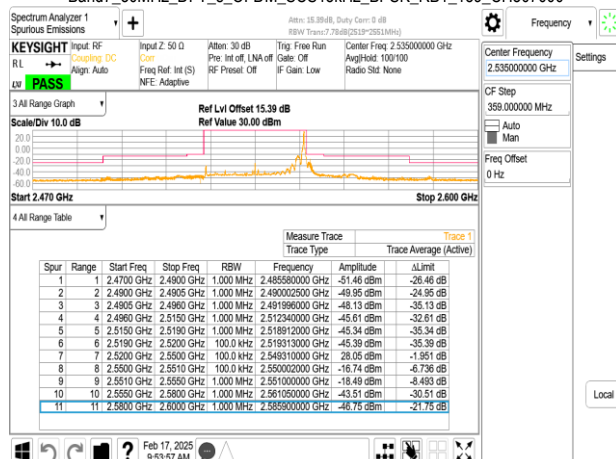 Spectrum Analyzer 1
Spurious Emissions
Attn: 15.39dB, Duty Corr: 0 dB
RBW Trans:7.78dB(2519~2551MHz)
Frequency
Settings
KEYSIGHT
Input: RF
Input Z: 50 Ω
Atten: 30 dB
Trig: Free Run
Center Freq: 2.535000000 GHz
RL
Coupling: DC
Corr
Pre: Int off, LNA off
Gate: Off
Avg|Hold: 100/100
Align: Auto
Freq Ref: Int (S)
RF Preset: Off
IF Gain: Low
Radio Std: None
PASS
NFE: Adaptive
Center Frequency
2.535000000 GHz
CF Step
359.000000 MHz
Auto
Man
Freq Offset
0 Hz
3 All Range Graph
Ref Lvl Offset 15.39 dB
Scale/Div 10.0 dB
Ref Value 30.00 dBm
20.0
0.00
-20.0
-40.0
-60.0
Start 2.470 GHz
Stop 2.600 GHz
4 All Range Table
Measure Trace Trace 1
Trace Type Trace Average (Active)
Spur Range Start Freq Stop Freq RBW Frequency Amplitude ΔLimit
1 1 2.4700 GHz 2.4900 GHz 1.000 MHz 2.485580000 GHz -51.46 dBm -26.46 dB
2 2 2.4900 GHz 2.4905 GHz 1.000 MHz 2.490002500 GHz -49.95 dBm -24.95 dB
3 3 2.4905 GHz 2.4960 GHz 1.000 MHz 2.491996000 GHz -48.13 dBm -35.13 dB
4 4 2.4960 GHz 2.5150 GHz 1.000 MHz 2.512340000 GHz -45.61 dBm -32.61 dB
5 5 2.5150 GHz 2.5190 GHz 1.000 MHz 2.518912000 GHz -45.34 dBm -35.34 dB
6 6 2.5190 GHz 2.5200 GHz 100.0 kHz 2.519313000 GHz -45.39 dBm -35.39 dB
7 7 2.5200 GHz 2.5500 GHz 100.0 kHz 2.549310000 GHz 28.05 dBm -1.951 dB
8 8 2.5500 GHz 2.5510 GHz 100.0 kHz 2.550002000 GHz -16.74 dBm -6.736 dB
9 9 2.5510 GHz 2.5550 GHz 1.000 MHz 2.551000000 GHz -18.49 dBm -8.493 dB
10 10 2.5550 GHz 2.5800 GHz 1.000 MHz 2.561050000 GHz -43.51 dBm -30.51 dB
11 11 2.5800 GHz 2.6000 GHz 1.000 MHz 2.585900000 GHz -46.75 dBm -21.75 dB
Local
Feb 17, 2025
9:53:57 AM